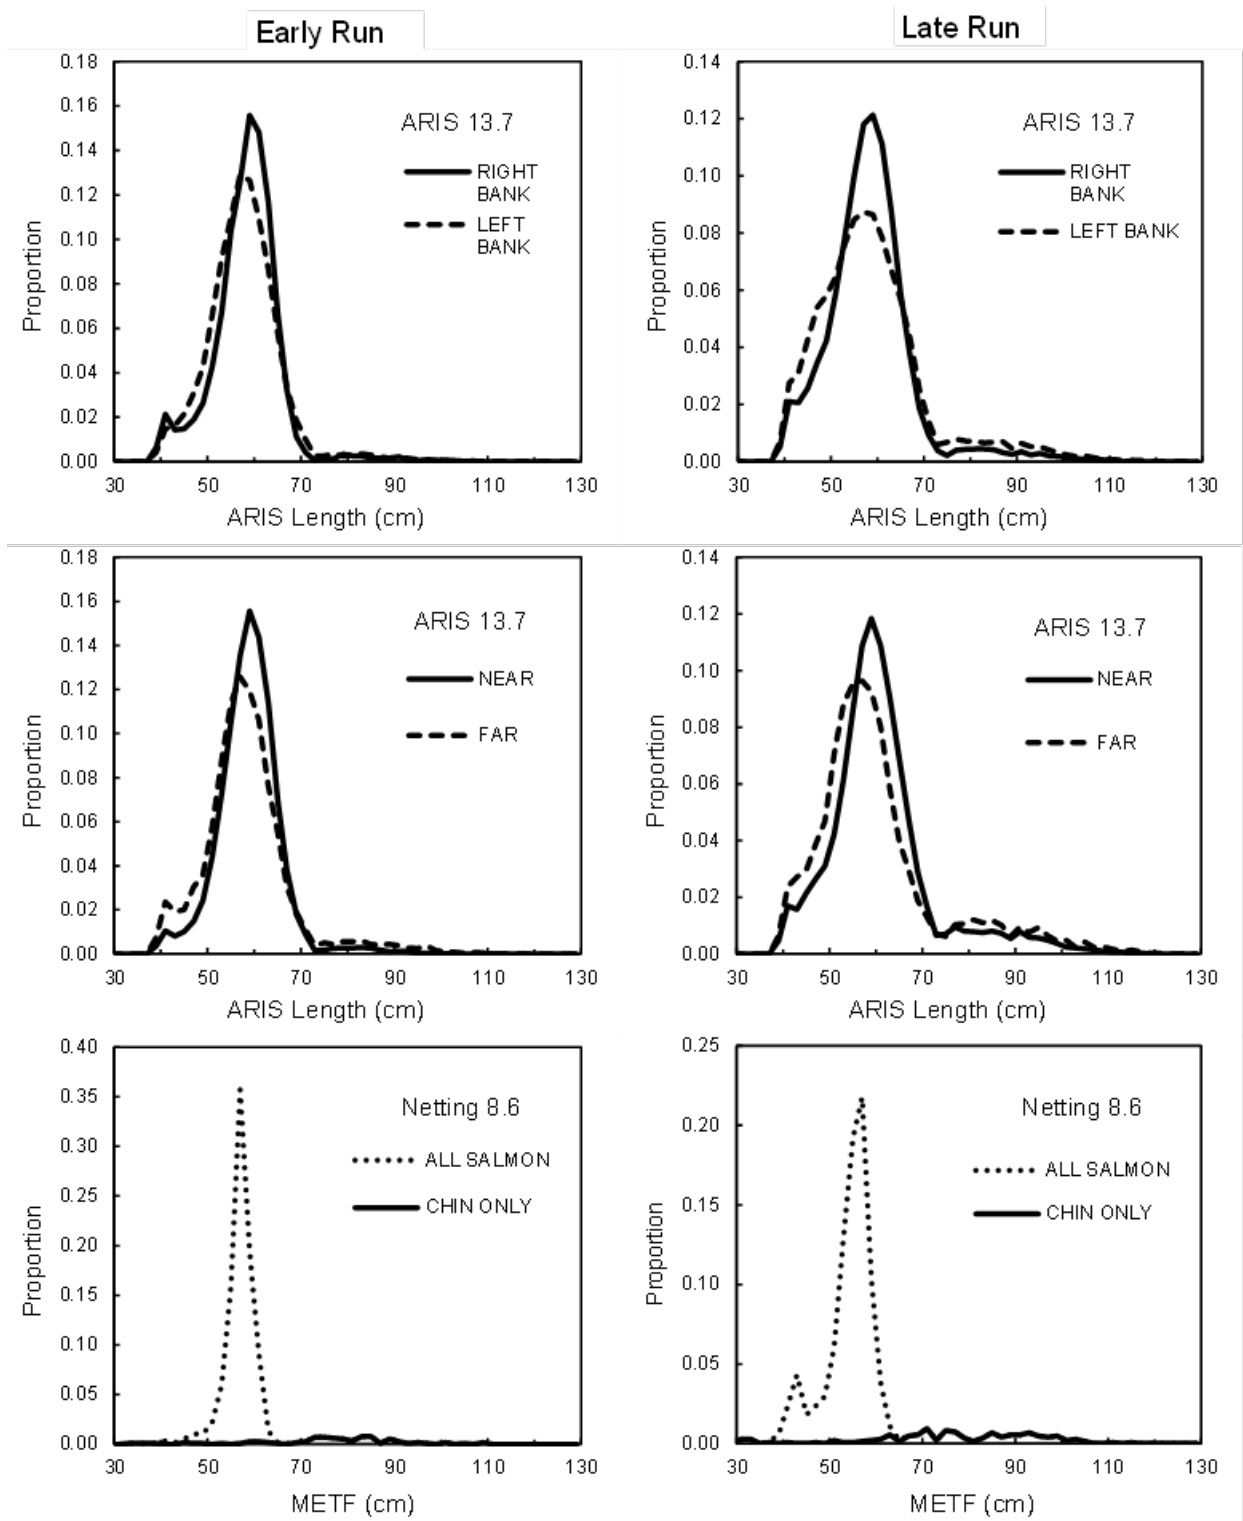 Early Run
Late Run
0.18
0.16
0.14
0.12
0.10
0.08
0.06
0.04
0.02
0.00
Proportion
ARIS 13.7
RIGHT
BANK
LEFT
BANK
30 50 70 90 110 130
ARIS Length (cm)
0.14
0.12
0.10
0.08
0.06
0.04
0.02
0.00
Proportion
ARIS 13.7
RIGHT
BANK
LEFT BANK
30 50 70 90 110 130
ARIS Length (cm)
0.18
0.16
0.14
0.12
0.10
0.08
0.06
0.04
0.02
0.00
Proportion
ARIS 13.7
NEAR
FAR
30 50 70 90 110 130
ARIS Length (cm)
0.14
0.12
0.10
0.08
0.06
0.04
0.02
0.00
Proportion
ARIS 13.7
NEAR
FAR
30 50 70 90 110 130
ARIS Length (cm)
0.40
0.35
0.30
0.25
0.20
0.15
0.10
0.05
0.00
Proportion
Netting 8.6
ALL SALMON
CHIN ONLY
30 50 70 90 110 130
METF (cm)
0.25
0.20
0.15
0.10
0.05
0.00
Proportion
Netting 8.6
ALL SALMON
CHIN ONLY
30 50 70 90 110 130
METF (cm)